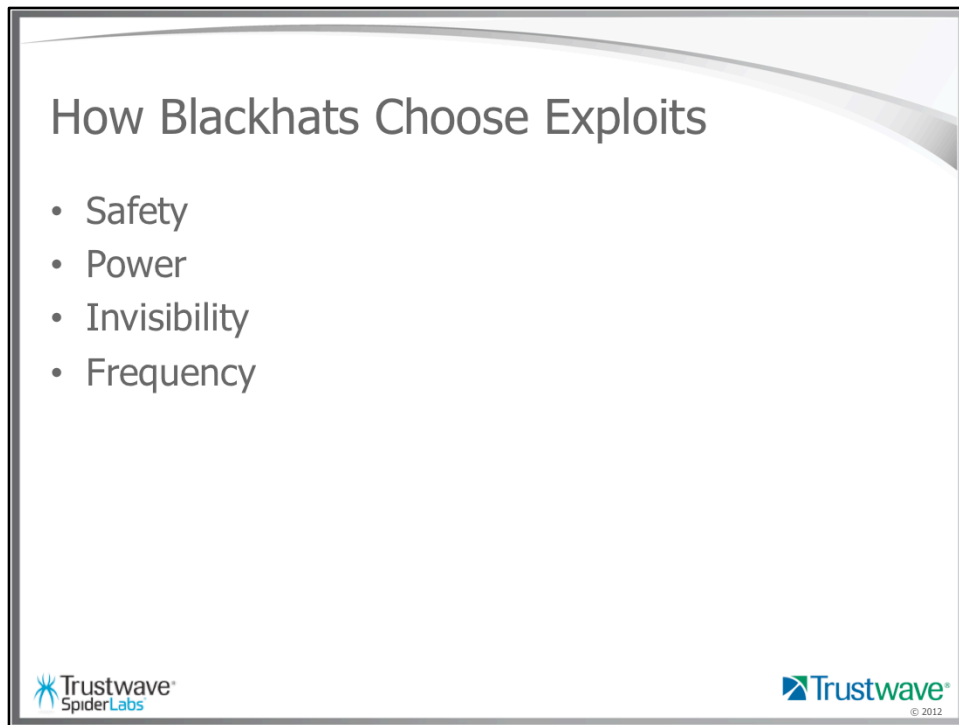 How Blackhats Choose Exploits
• Safety
• Power
• Invisibility
• Frequency
Trustwave®
SpiderLabs®
Trustwave®
© 2012